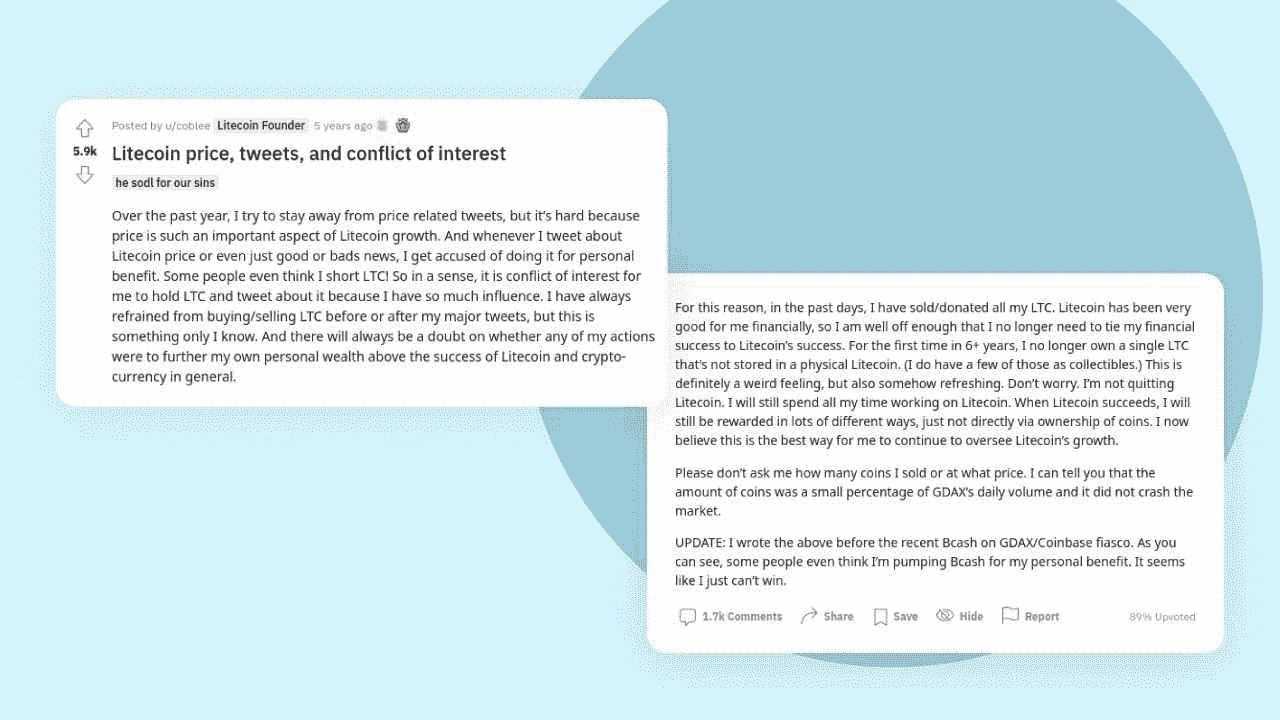 Posted by u/coblee Litecoin Founder 5 years ago
5.9k
Litecoin price, tweets, and conflict of interest
he sodl for our sins
Over the past year, I try to stay away from price related tweets, but it's hard because
price is such an important aspect of Litecoin growth. And whenever I tweet about
Litecoin price or even just good or bads news, I get accused of doing it for personal
benefit. Some people even think I short LTC! So in a sense, it is conflict of interest for
me to hold LTC and tweet about it because I have so much influence. I have always
refrained from buying/selling LTC before or after my major tweets, but this is
something only I know. And there will always be a doubt on whether any of my actions
were to further my own personal wealth above the success of Litecoin and crypto-
currency in general.
For this reason, in the past days, I have sold/donated all my LTC. Litecoin has been very
good for me financially, so I am well off enough that I no longer need to tie my financial
success to Litecoin's success. For the first time in 6+ years, I no longer own a single LTC
that's not stored in a physical Litecoin. (I do have a few of those as collectibles.) This is
definitely a weird feeling, but also somehow refreshing. Don't worry. I'm not quitting
Litecoin. I will still spend all my time working on Litecoin. When Litecoin succeeds, I will
still be rewarded in lots of different ways, just not directly via ownership of coins. I now
believe this is the best way for me to continue to oversee Litecoin's growth.
Please don't ask me how many coins I sold or at what price. I can tell you that the
amount of coins was a small percentage of GDAX's daily volume and it did not crash the
market.
UPDATE: I wrote the above before the recent Bcash on GDAX/Coinbase fiasco. As you
can see, some people even think I'm pumping Bcash for my personal benefit. It seems
like I just can't win.
1.7k Comments Share Save Hide Report 89% Upvoted